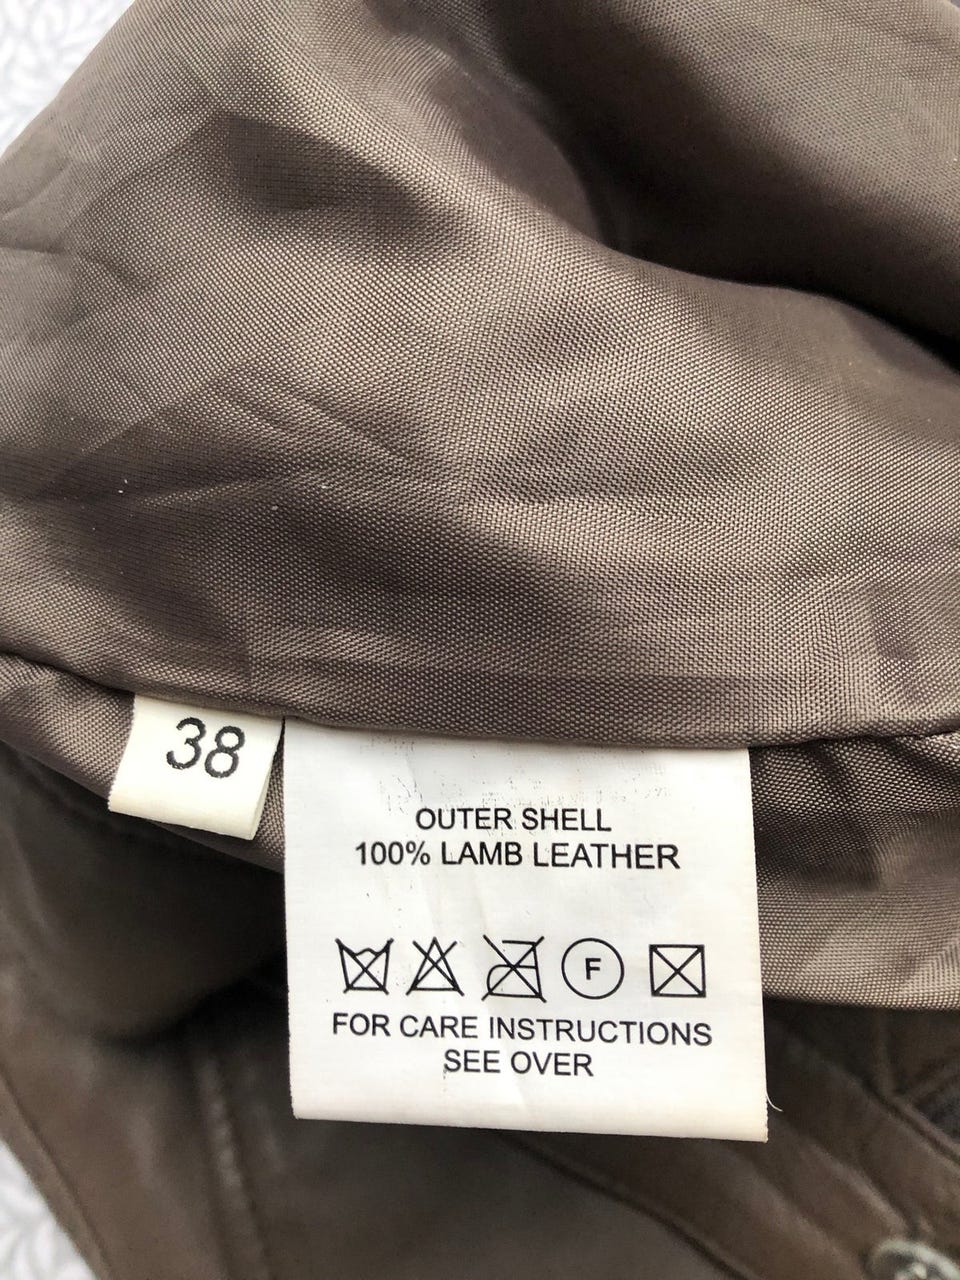 38
OUTER SHELL
100% LAMB LEATHER
F
FOR CARE INSTRUCTIONS
SEE OVER